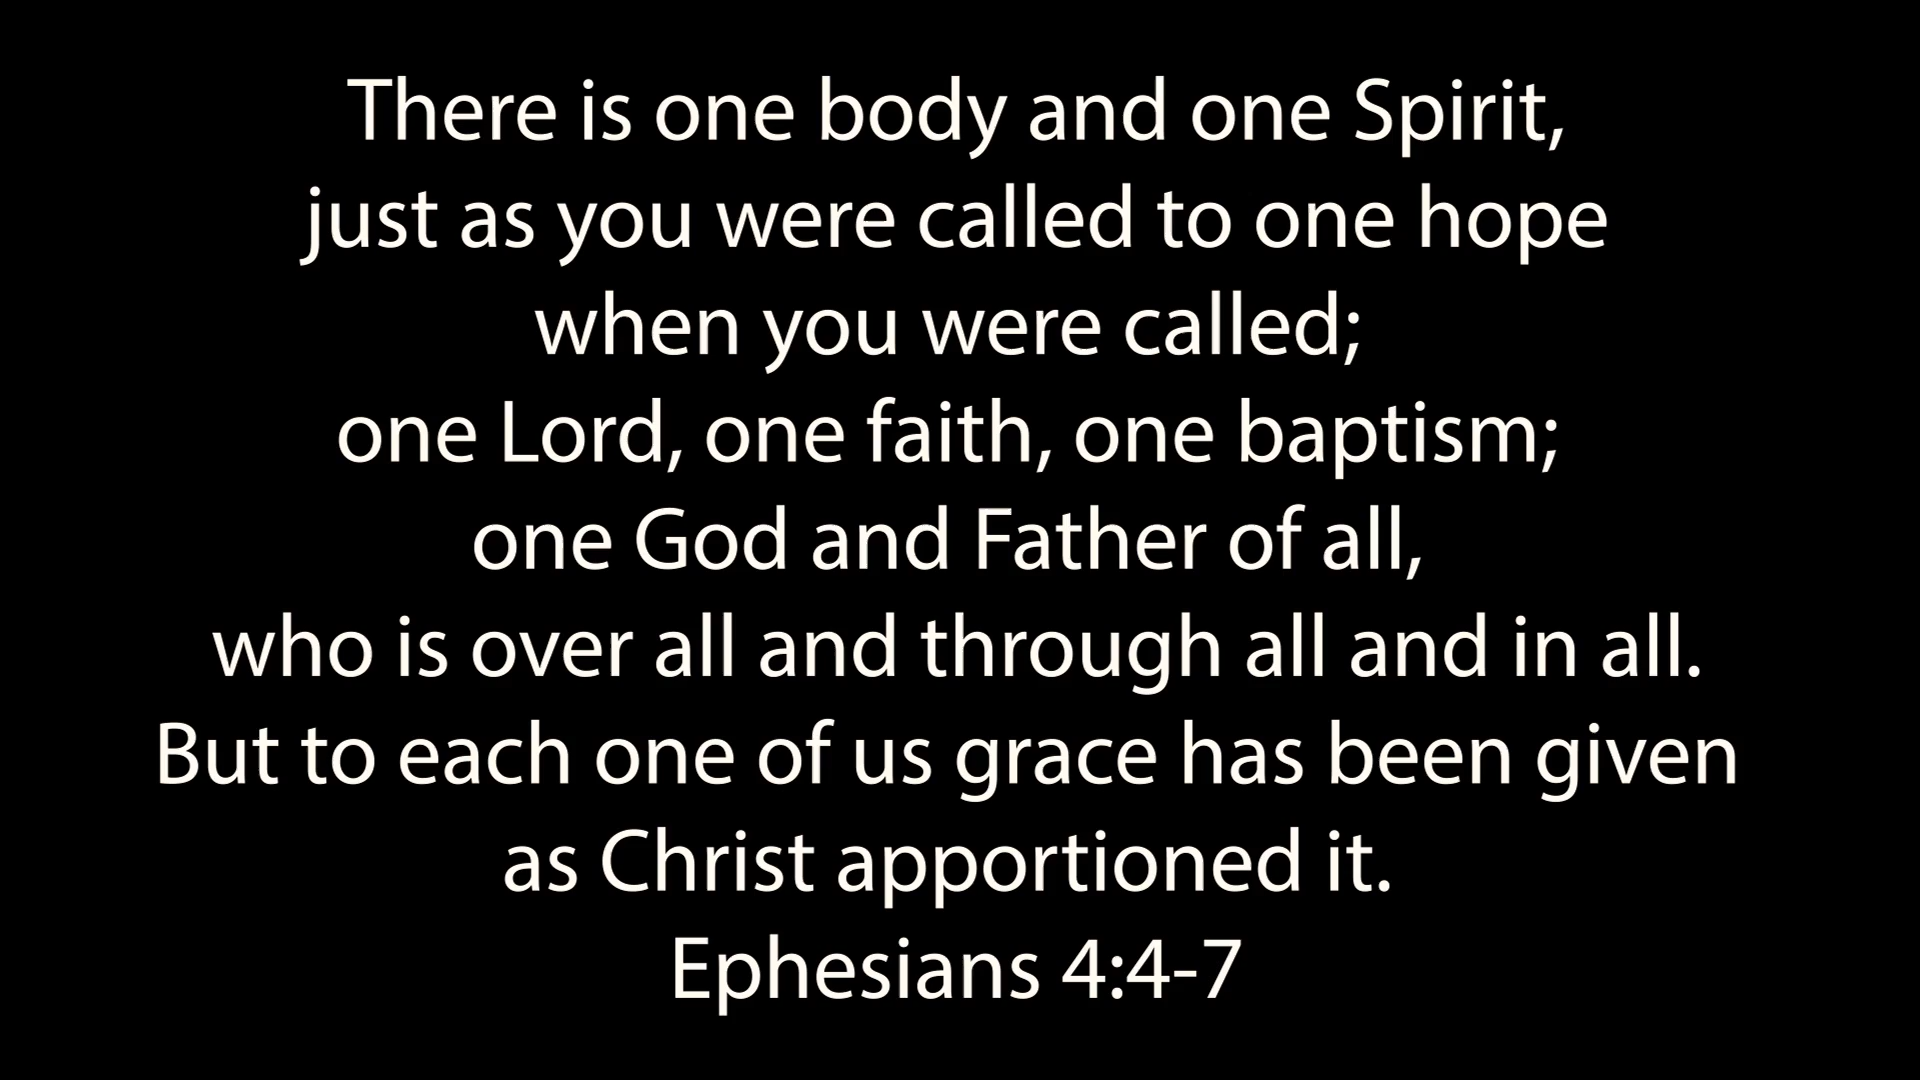 There is one body and one Spirit,
just as you were called to one hope
when you were called;
one Lord, one faith, one baptism;
one God and Father of all,
who is over all and through all and in all.
But to each one of us grace has been given
as Christ apportioned it.
Ephesians 4:4-7